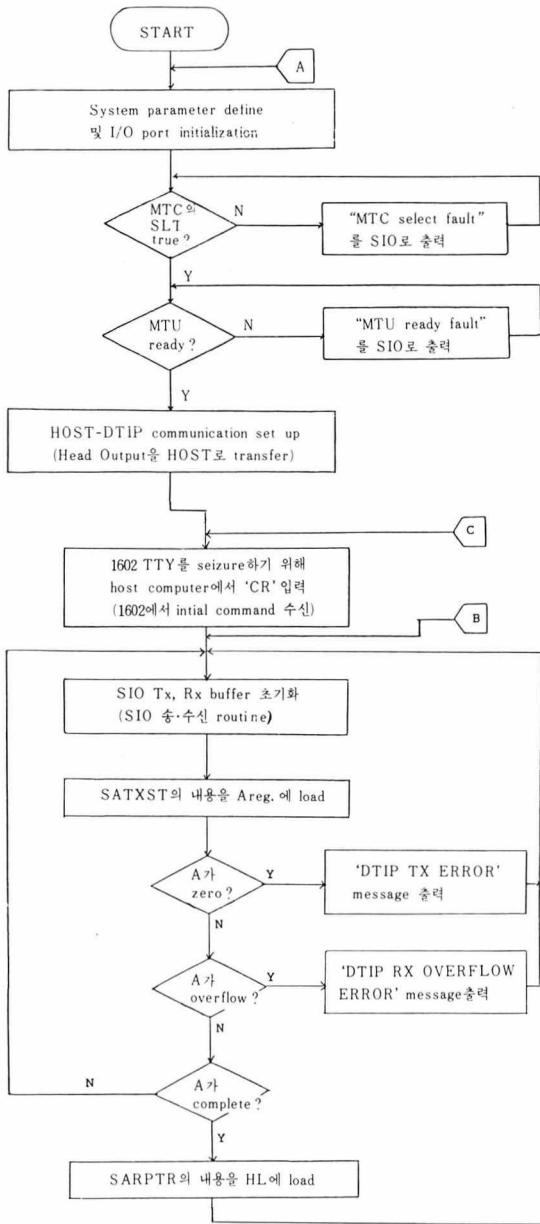 START
A
System parameter define
및 I/O port initialization
MTC의
SLT
true?
N
"MTC select fault"
를 SIO로 출력
Y
MTU
ready?
N
"MTU ready fault"
를 SIO로 출력
Y
HOST-DTIP communication set up
(Head Output을 HOST로 transfer)
C
1602 TTY를 seizure하기 위해
host computer에서 'CR'입력
(1602에서 intial command 수신)
B
SIO Tx, Rx buffer 초기화
(SIO 송·수신 routine)
SATXST의 내용을 Areg.에 load
A가
zero?
Y
'DTIP TX ERROR'
message 출력
N
A가
overflow?
Y
'DTIP RX OVERFLOW
ERROR' message출력
N
A가
complete?
N
Y
SARPTR의 내용을 HL에 load